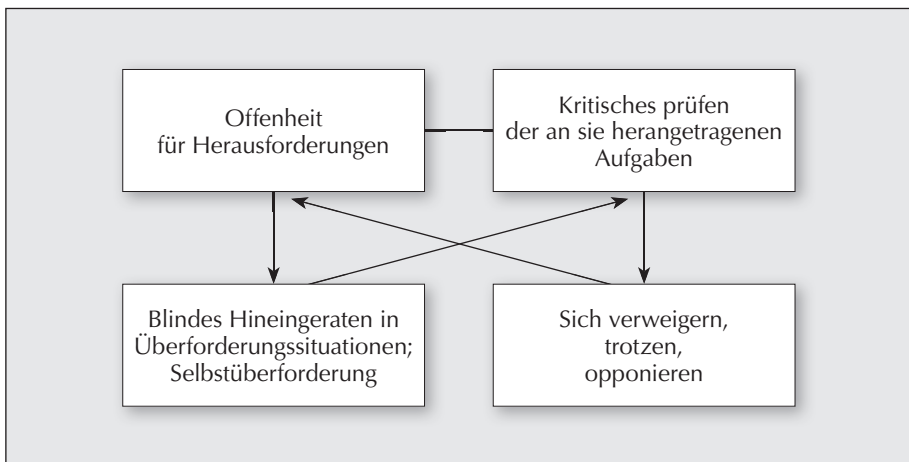 Offenheit
für Herausforderungen
Kritisches prüfen
der an sie herangetragenen
Aufgaben
Blindes Hineingeraten in
Überforderungssituationen;
Selbstüberforderung
Sich verweigern,
trotzen,
opponieren